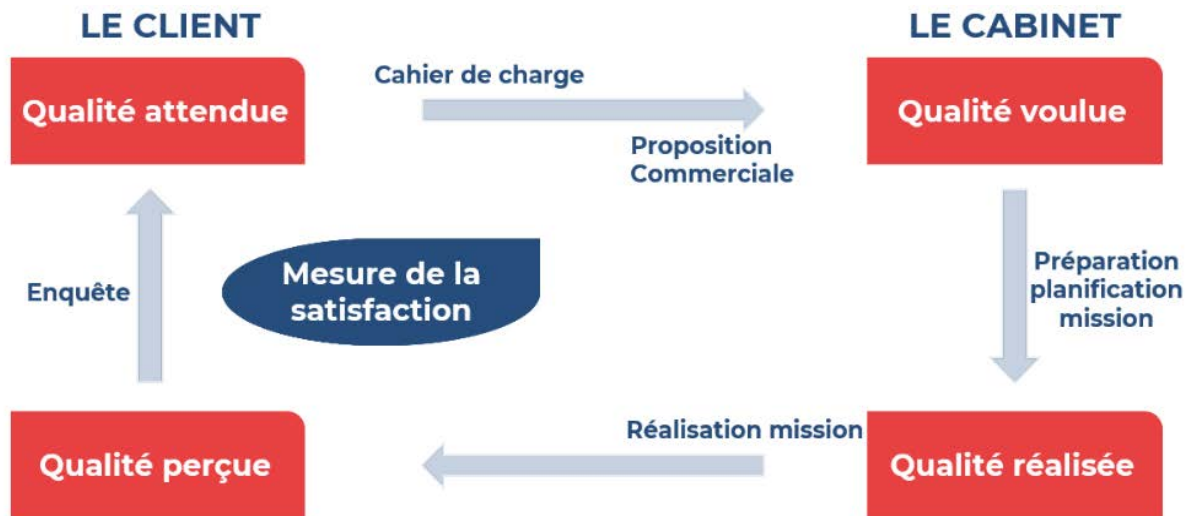 LE CLIENT
LE CABINET
Qualité attendue
Cahier de charge
Proposition
Commerciale
Qualité voulue
Enquête
Mesure de la
satisfaction
Préparation
planification
mission
Qualité perçue
Réalisation mission
Qualité réalisée